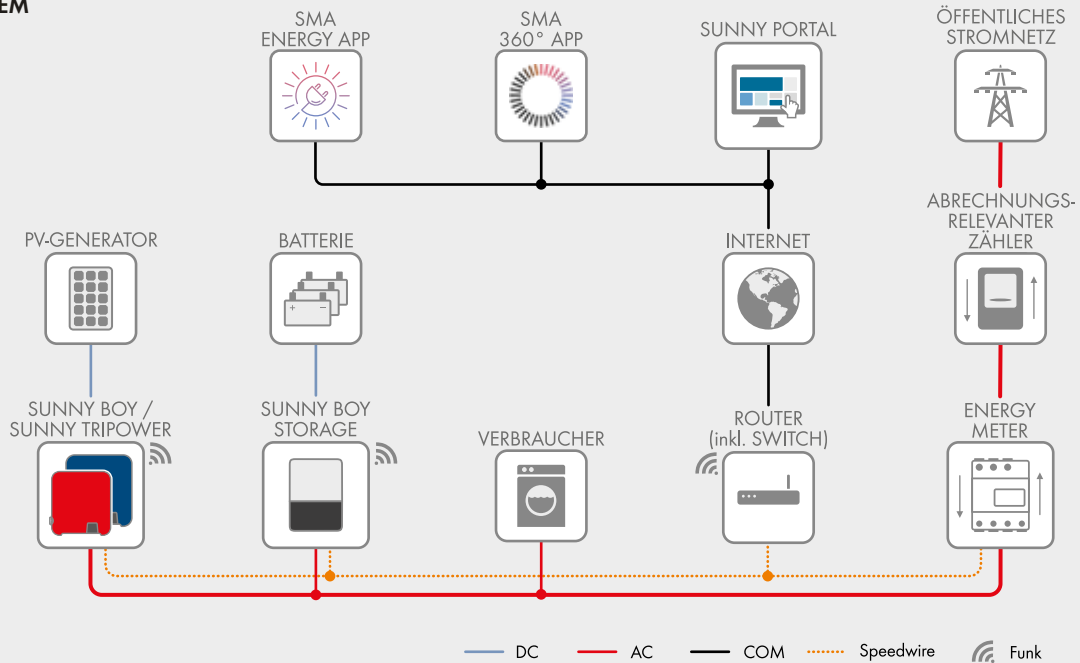 EM
SMA
ENERGY APP
SMA
360° APP
SUNNY PORTAL
ÖFFENTLICHES
STROMNETZ
PV-GENERATOR
BATTERIE
INTERNET
ABRECHNUNGS-
RELEVANTER
ZÄHLER
SUNNY BOY /
SUNNY TRIPOWER
SUNNY BOY
STORAGE
VERBRAUCHER
ROUTER
(inkl. SWITCH)
ENERGY
METER
DC
AC
COM
Speedwire
Funk